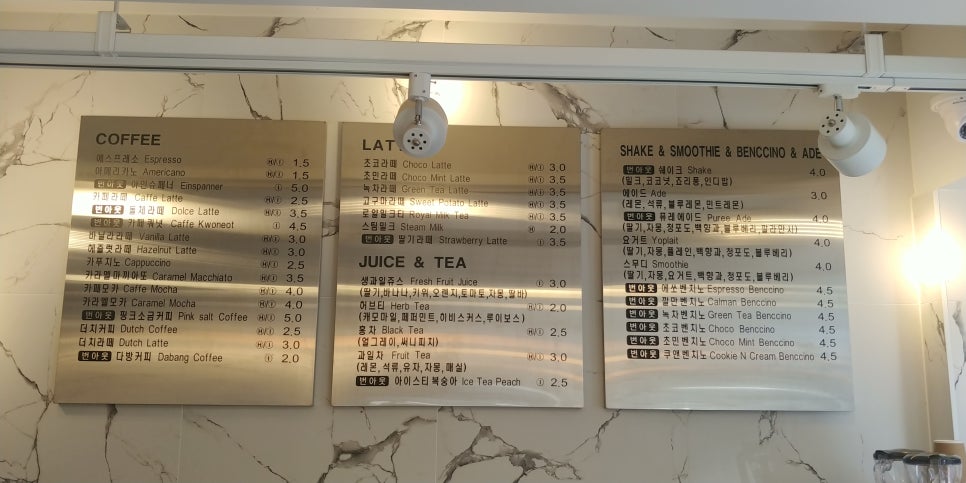 COFFEE
에스프레소 Espresso H/I 1.5
아메리카노 Americano H/I 1.5
번아웃 아인슈페너 Einspanner I 5.0
카페라떼 Caffe Latte H/I 2.5
번아웃 돌체라떼 Dolce Latte H/I 3.5
번아웃 카페쿼넛 Caffe Kwoneot I 4.5
바닐라라떼 Vanilla Latte H/I 3.0
헤즐럿라떼 Hazelnut Latte H/I 3.0
카푸치노 Cappuccino H/I 2.5
카라멜마끼아또 Caramel Macchiato H/I 3.5
카페모카 Caffe Mocha H/I 4.0
카라멜모카 Caramel Mocha H/I 4.0
번아웃 핑크소금커피 Pink salt Coffee H/I 5.0
더치커피 Dutch Coffee H/I 2.5
더치라떼 Dutch Latte H/I 3.0
번아웃 다방커피 Dabang Coffee I 2.0
초코라떼 Choco Latte H/I 3.0
초민라떼 Choco Mint Latte H/I 3.5
녹차라떼 Green Tea Latte H/I 3.5
고구마라떼 Sweet Potato Latte H/I 3.5
로얄밀크티 Royal Milk Tea H/I 3.5
스팀밀크 Steam Milk H 2.0
번아웃 딸기라떼 Strawberry Latte I 3.5
JUICE & TEA
생과일쥬스 Fresh Fruit Juice I 3.0
(딸기,바나나,키위,오렌지,토마토,자몽,딸바)
허브티 Herb Tea H/I 2.0
(캐모마일,페퍼민트,히비스커스,루이보스)
홍차 Black Tea H/I 2.5
(얼그레이,써니피치)
과일차 Fruit Tea H/I 3.0
(레몬,석류,유자,자몽,매실)
번아웃 아이스티복숭아 Ice Tea Peach I 2.5
SHAKE & SMOOTHIE & BENCCINO & ADE
번아웃 쉐이크 Shake 4.0
(밀크,코코넛,죠리퐁,인디밥)
에이드 Ade 3.0
(레몬,석류,블루레몬,민트레몬)
번아웃 퓨레에이드 Puree Ade 4.0
(딸기,자몽,청포도,백향과,블루베리,깔라만시)
요거트 Yoplait 4.0
(딸기,자몽,플레인,백향과,청포도,블루베리)
스무디 Smoothie 4.0
(딸기,자몽,요거트,백향과,청포도,블루베리)
번아웃 에쏘벤치노 Espresso Benccino 4.5
번아웃 깔만벤치노 Calman Benccino 4.5
번아웃 녹차벤치노 Green Tea Benccino 4.5
번아웃 초코벤치노 Choco Benccino 4.5
번아웃 초민벤치노 Choco Mint Benccino 4.5
번아웃 쿠앤벤치노 Cookie N Cream Benccino 4.5